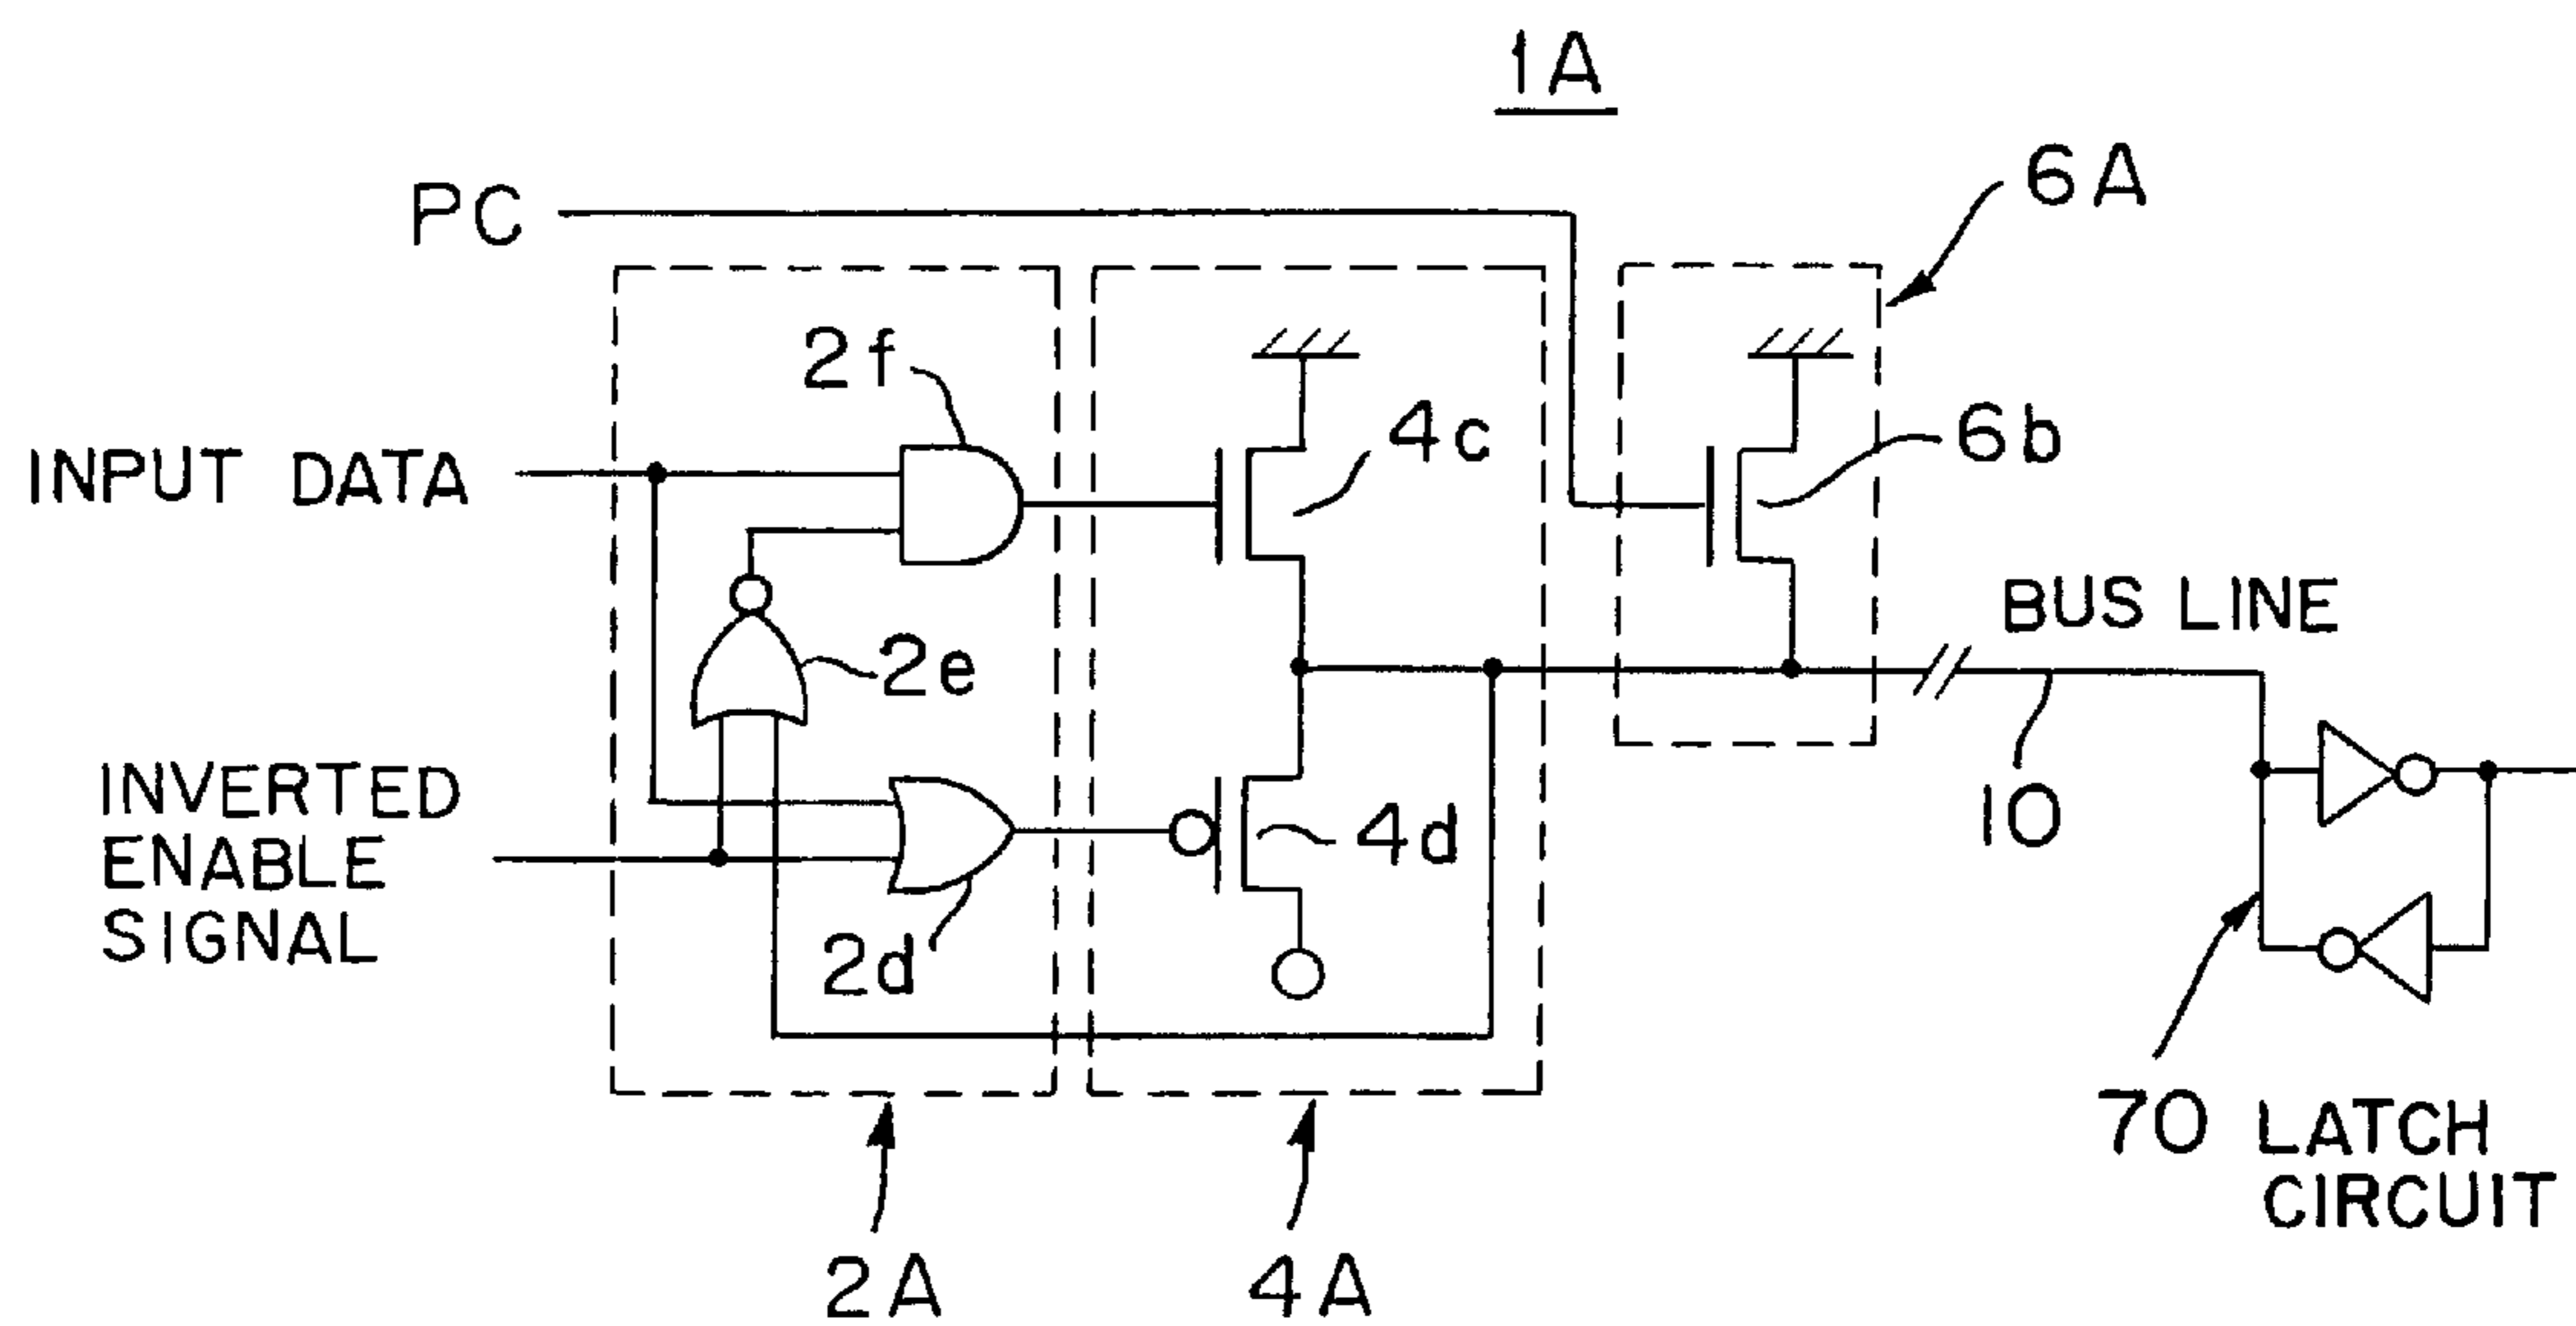 1A
PC
6A
2f
4c
6b
INPUT DATA
BUS LINE
2e
INVERTED
ENABLE
SIGNAL
4d
10
2d
70 LATCH
CIRCUIT
2A
4A